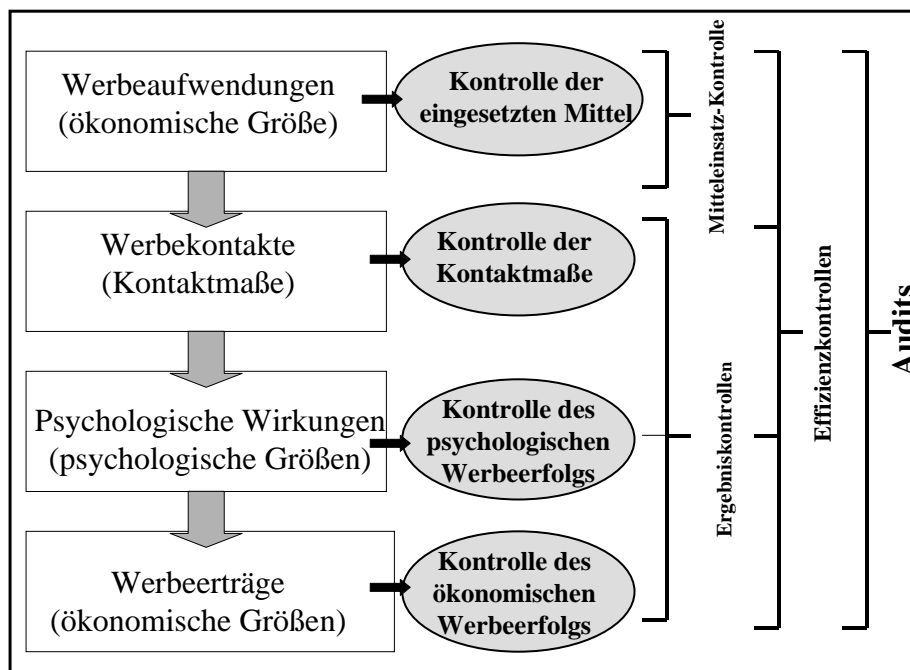 Werbeaufwendungen
(ökonomische Größe)
Kontrolle der
eingesetzten Mittel
Werbekontakte
(Kontaktmaße)
Kontrolle der
Kontaktmaße
Psychologische Wirkungen
(psychologische Größen)
Kontrolle des
psychologischen
Werbeerfolgs
Werbeerträge
(ökonomische Größen)
Kontrolle des
ökonomischen
Werbeerfolgs
Mitteleinsatz-Kontrolle
Ergebniskontrollen
Effizienzkontrollen
Audits